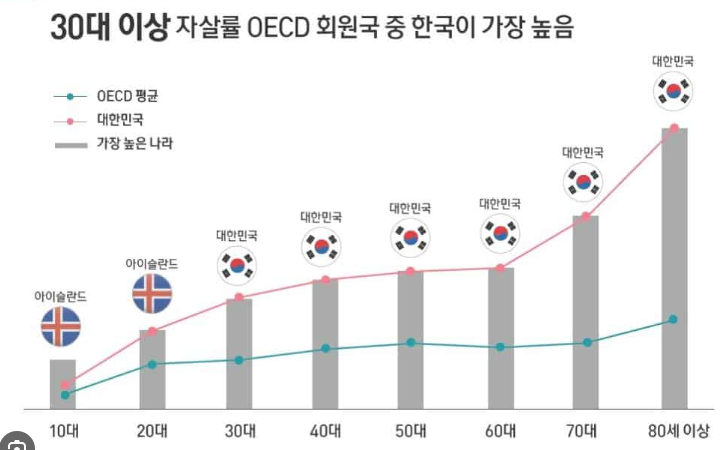 30대 이상 자살률 OECD 회원국 중 한국이 가장 높음
OECD 평균
대한민국
가장 높은 나라
아이슬란드
아이슬란드
대한민국
대한민국
대한민국
대한민국
대한민국
대한민국
10대 20대 30대 40대 50대 60대 70대 80세 이상